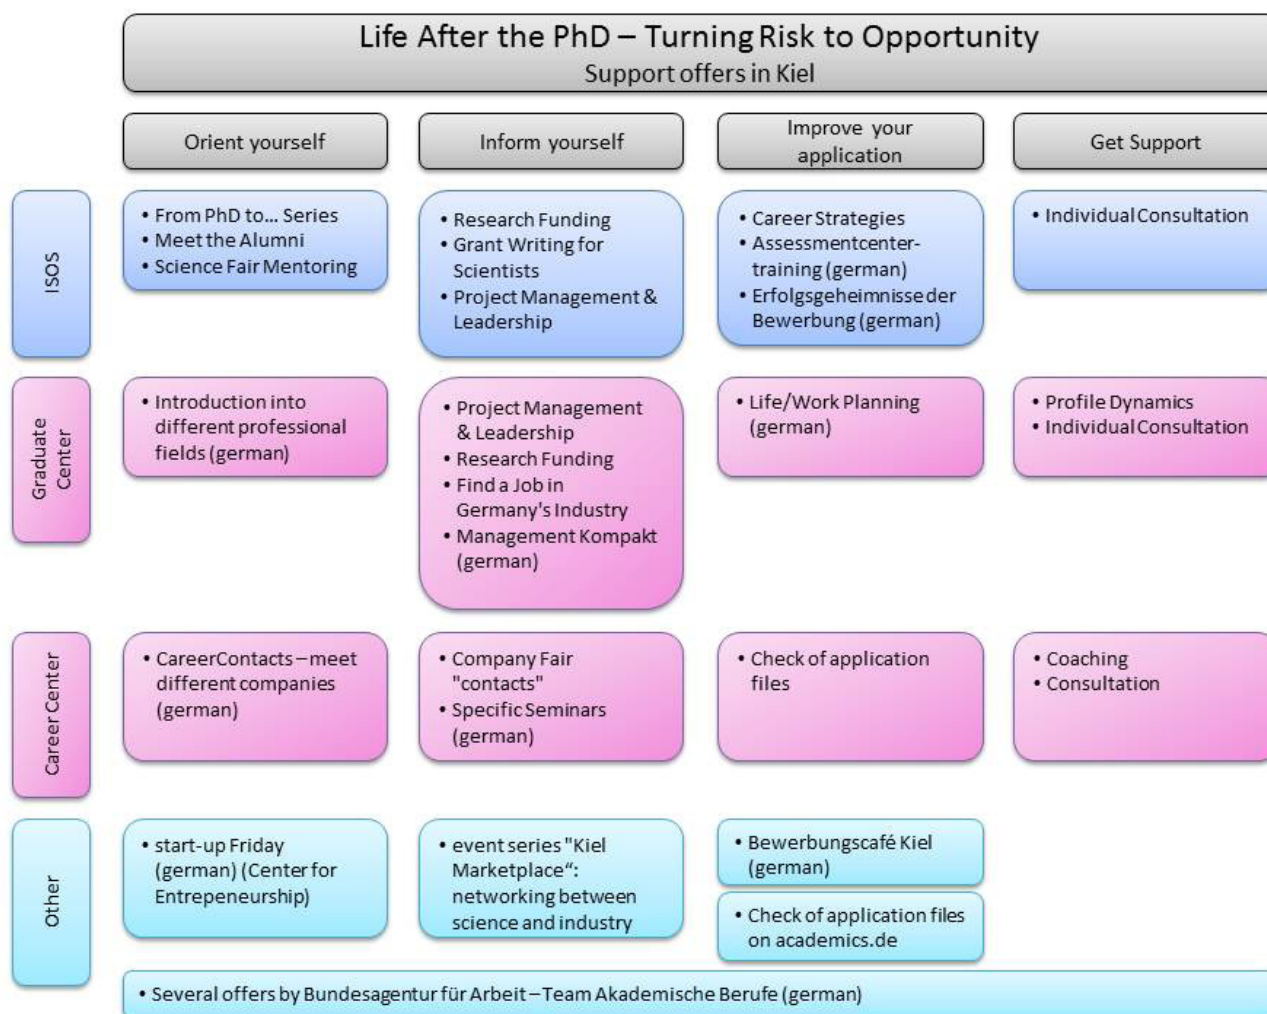 Life After the PhD – Turning Risk to Opportunity
Support offers in Kiel
Orient yourself
Inform yourself
Improve your
application
Get Support
ISOS
• From PhD to... Series
• Meet the Alumni
• Science Fair Mentoring
• Research Funding
• Grant Writing for
Scientists
• Project Management &
Leadership
• Career Strategies
• Assessmentcenter-
training (german)
• Erfolgsgeheimnisse der
Bewerbung (german)
• Individual Consultation
Graduate
Center
• Introduction into
different professional
fields (german)
• Project Management
& Leadership
• Research Funding
• Find a Job in
Germany's Industry
• Management Kompakt
(german)
• Life/Work Planning
(german)
• Profile Dynamics
• Individual Consultation
Career Center
• CareerContacts – meet
different companies
(german)
• Company Fair
"contacts"
• Specific Seminars
(german)
• Check of application
files
• Coaching
• Consultation
Other
• start-up Friday
(german) (Center for
Entrepeneurship)
• event series "Kiel
Marketplace“:
networking between
science and industry
• Bewerbungscafé Kiel
(german)
• Check of application files
on academics.de
• Several offers by Bundesagentur für Arbeit – Team Akademische Berufe (german)